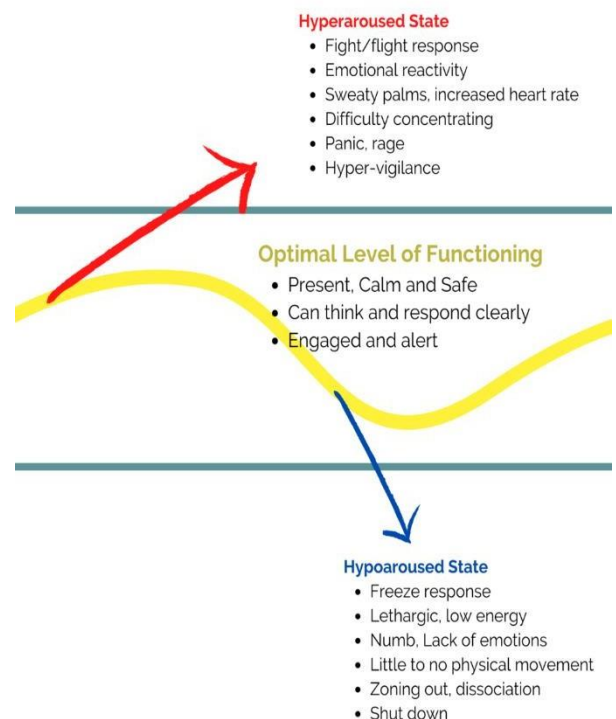 Hyperaroused State
• Fight/flight response
• Emotional reactivity
• Sweaty palms, increased heart rate
• Difficulty concentrating
• Panic, rage
• Hyper-vigilance
Optimal Level of Functioning
• Present, Calm and Safe
• Can think and respond clearly
• Engaged and alert
Hypoaroused State
• Freeze response
• Lethargic, low energy
• Numb, Lack of emotions
• Little to no physical movement
• Zoning out, dissociation
• Shut down